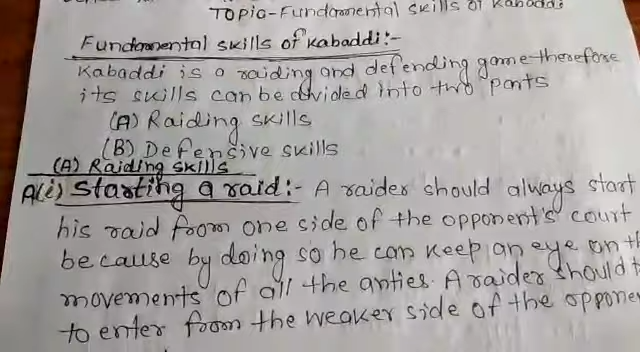 Topic-Fundamental skills of Kabaddi
Fundamental skills of kabaddi:-
Kabaddi is a raiding and defending game therefore
its skills can be divided into two parts
(A) Raiding skills
(B) Defensive skills
(A) Raiding skills
A(i) Starting a raid:- A raider should always start
his raid from one side of the opponent's court
because by doing so he can keep an eye on th
movements of all the anties. A raider should t
to enter from the weaker side of the oppone